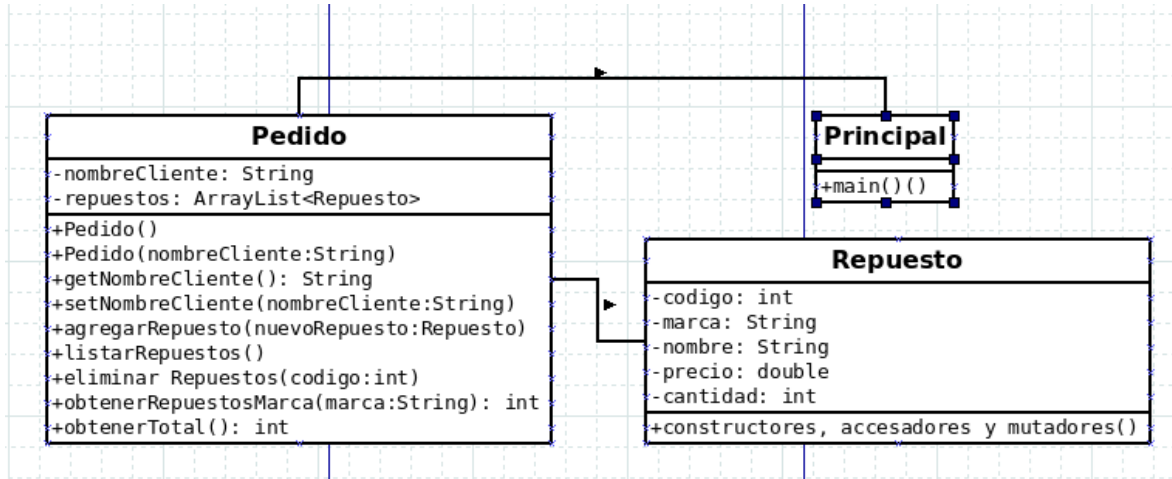 Pedido
-nombreCliente: String
-repuestos: ArrayList<Repuesto>
+Pedido()
+Pedido(nombreCliente:String)
+getNombreCliente(): String
+setNombreCliente(nombreCliente:String)
+agregarRepuesto(nuevoRepuesto:Repuesto)
+listarRepuestos()
+eliminar Repuestos(codigo:int)
+obtenerRepuestosMarca(marca:String): int
+obtenerTotal(): int
Principal
+main()()
Repuesto
-codigo: int
-marca: String
-nombre: String
-precio: double
-cantidad: int
+constructores, accesadores y mutadores()